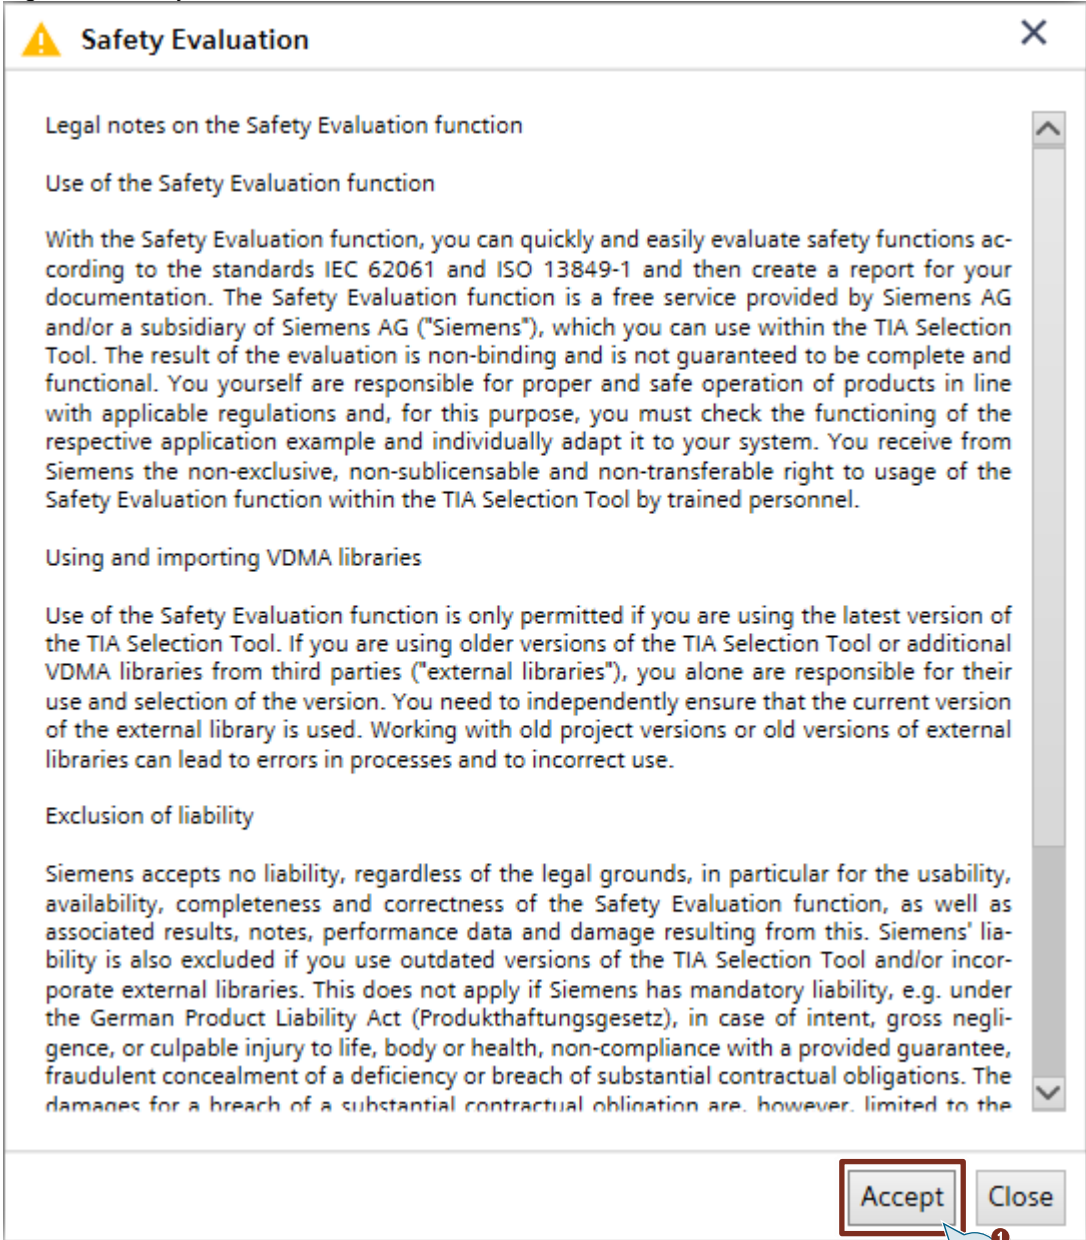 Safety Evaluation
Legal notes on the Safety Evaluation function
Use of the Safety Evaluation function
With the Safety Evaluation function, you can quickly and easily evaluate safety functions ac-
cording to the standards IEC 62061 and ISO 13849-1 and then create a report for your
documentation. The Safety Evaluation function is a free service provided by Siemens AG
and/or a subsidiary of Siemens AG ("Siemens"), which you can use within the TIA Selection
Tool. The result of the evaluation is non-binding and is not guaranteed to be complete and
functional. You yourself are responsible for proper and safe operation of products in line
with applicable regulations and, for this purpose, you must check the functioning of the
respective application example and individually adapt it to your system. You receive from
Siemens the non-exclusive, non-sublicensable and non-transferable right to usage of the
Safety Evaluation function within the TIA Selection Tool by trained personnel.
Using and importing VDMA libraries
Use of the Safety Evaluation function is only permitted if you are using the latest version of
the TIA Selection Tool. If you are using older versions of the TIA Selection Tool or additional
VDMA libraries from third parties ("external libraries"), you alone are responsible for their
use and selection of the version. You need to independently ensure that the current version
of the external library is used. Working with old project versions or old versions of external
libraries can lead to errors in processes and to incorrect use.
Exclusion of liability
Siemens accepts no liability, regardless of the legal grounds, in particular for the usability,
availability, completeness and correctness of the Safety Evaluation function, as well as
associated results, notes, performance data and damage resulting from this. Siemens' lia-
bility is also excluded if you use outdated versions of the TIA Selection Tool and/or incor-
porate external libraries. This does not apply if Siemens has mandatory liability, e.g. under
the German Product Liability Act (Produkthaftungsgesetz), in case of intent, gross negli-
gence, or culpable injury to life, body or health, non-compliance with a provided guarantee,
fraudulent concealment of a deficiency or breach of substantial contractual obligations. The
damages for a breach of a substantial contractual obligation are, however, limited to the
Accept Close
1